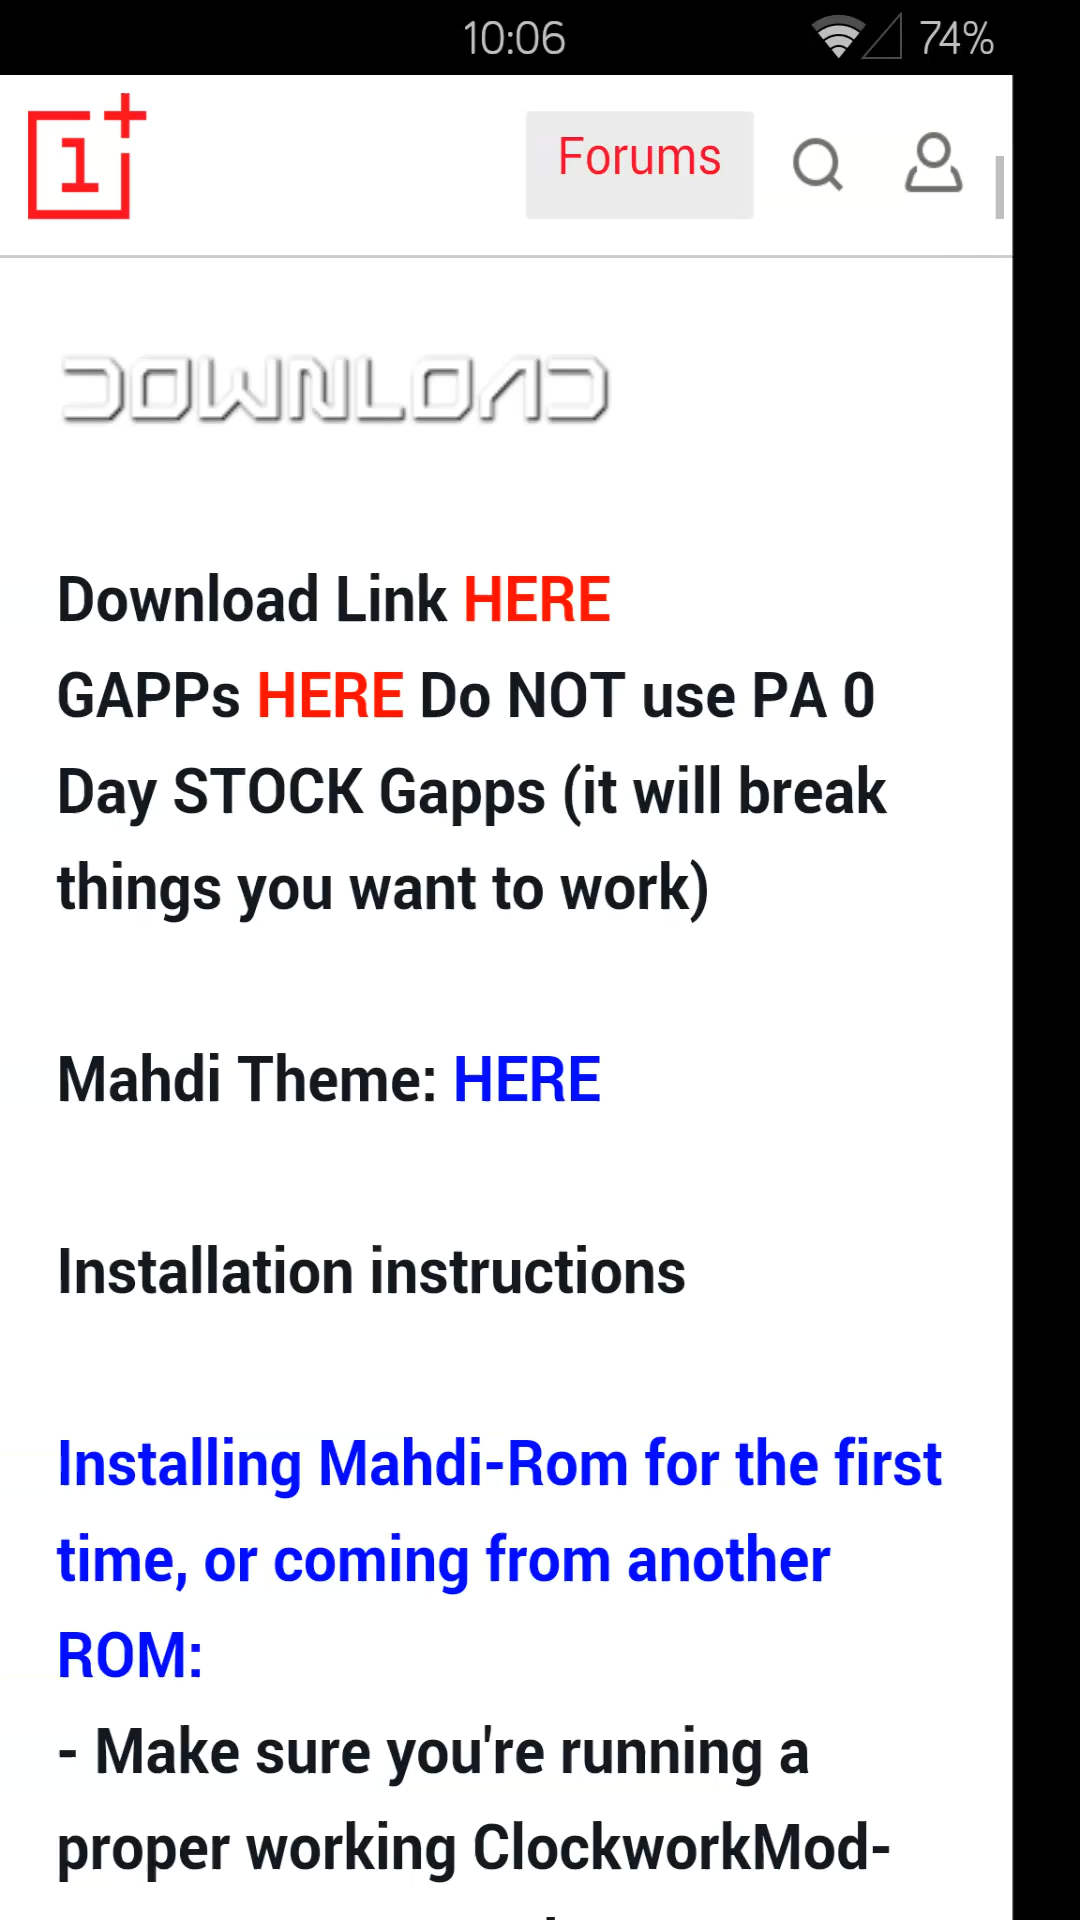 10:06 74%
1+
Forums
DOWNLOAD
Download Link HERE
GAPPs HERE Do NOT use PA 0
Day STOCK Gapps (it will break
things you want to work)
Mahdi Theme: HERE
Installation instructions
Installing Mahdi-Rom for the first
time, or coming from another
ROM:
- Make sure you're running a
proper working ClockworkMod-